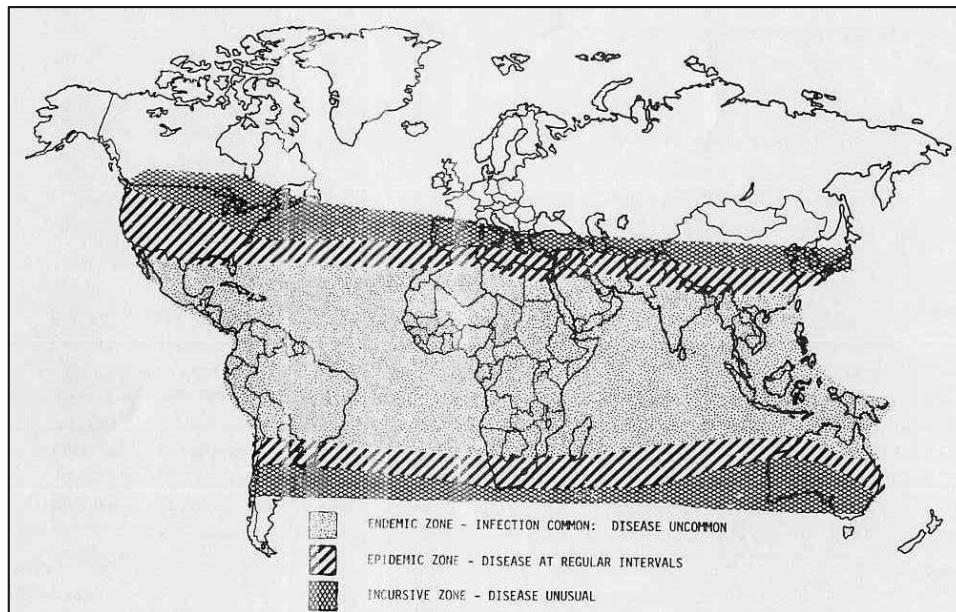 ENDEMIC ZONE - INFECTION COMMON: DISEASE UNCOMMON
EPIDEMIC ZONE - DISEASE AT REGULAR INTERVALS
INCURSIVE ZONE - DISEASE UNUSUAL